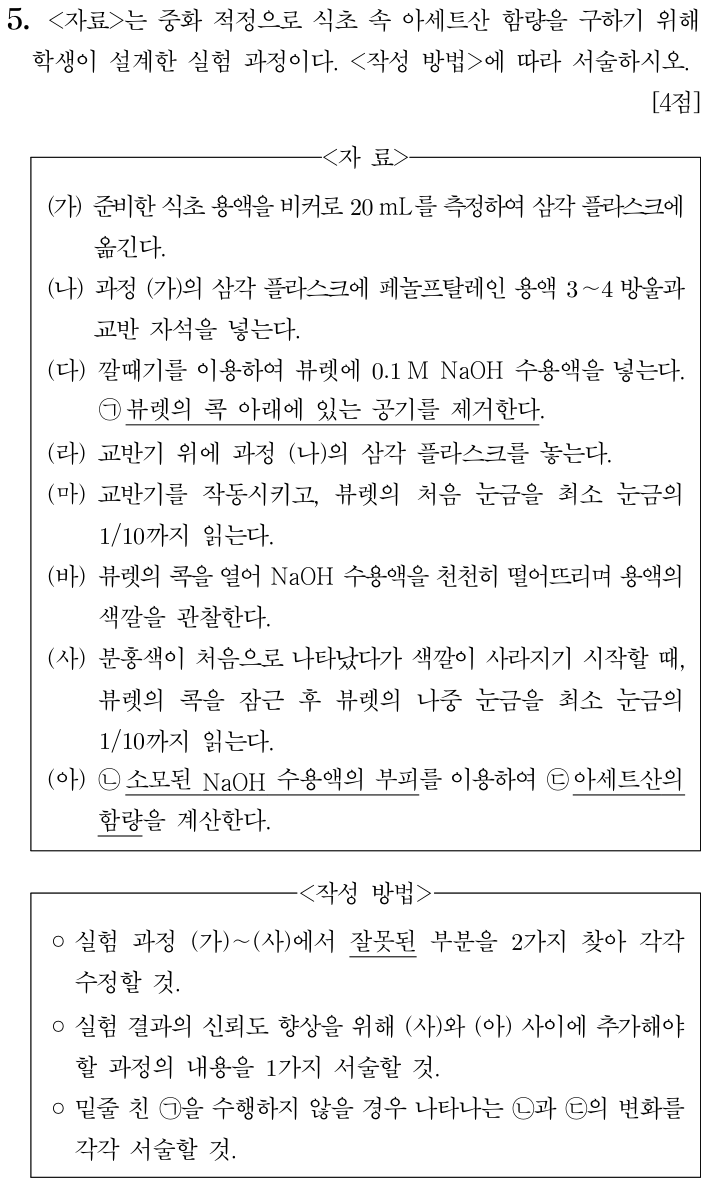 5. <자료>는 중화 적정으로 식초 속 아세트산 함량을 구하기 위해
학생이 설계한 실험 과정이다. <작성 방법>에 따라 서술하시오.
[4점]
<자 료>
(가) 준비한 식초 용액을 비커로 20 mL를 측정하여 삼각 플라스크에
옮긴다.
(나) 과정 (가)의 삼각 플라스크에 페놀프탈레인 용액 3～4 방울과
교반 자석을 넣는다.
(다) 깔때기를 이용하여 뷰렛에 0.1 M NaOH 수용액을 넣는다.
㉠ 뷰렛의 콕 아래에 있는 공기를 제거한다.
(라) 교반기 위에 과정 (나)의 삼각 플라스크를 놓는다.
(마) 교반기를 작동시키고, 뷰렛의 처음 눈금을 최소 눈금의
1/10까지 읽는다.
(바) 뷰렛의 콕을 열어 NaOH 수용액을 천천히 떨어뜨리며 용액의
색깔을 관찰한다.
(사) 분홍색이 처음으로 나타났다가 색깔이 사라지기 시작할 때,
뷰렛의 콕을 잠근 후 뷰렛의 나중 눈금을 최소 눈금의
1/10까지 읽는다.
(아) ㉡ 소모된 NaOH 수용액의 부피를 이용하여 ㉢ 아세트산의
함량을 계산한다.
<작성 방법>
○ 실험 과정 (가)～(사)에서 잘못된 부분을 2가지 찾아 각각
수정할 것.
○ 실험 결과의 신뢰도 향상을 위해 (사)와 (아) 사이에 추가해야
할 과정의 내용을 1가지 서술할 것.
○ 밑줄 친 ㉠을 수행하지 않을 경우 나타나는 ㉡과 ㉢의 변화를
각각 서술할 것.